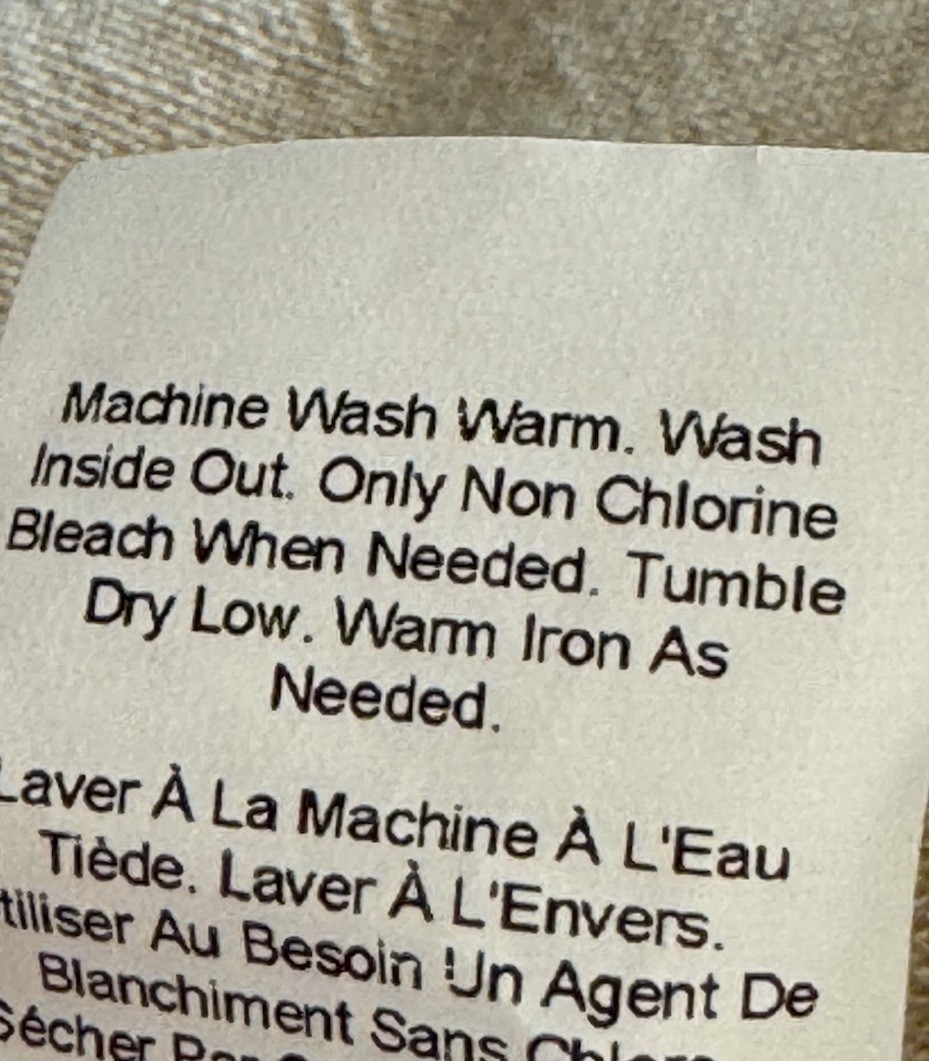 Machine Wash Warm. Wash
Inside Out. Only Non Chlorine
Bleach When Needed. Tumble
Dry Low. Warm Iron As
Needed.
Laver À La Machine À L'Eau
Tiède. Laver À L'Envers.
tiliser Au Besoin Un Agent De
Blanchiment Sans
Sécher